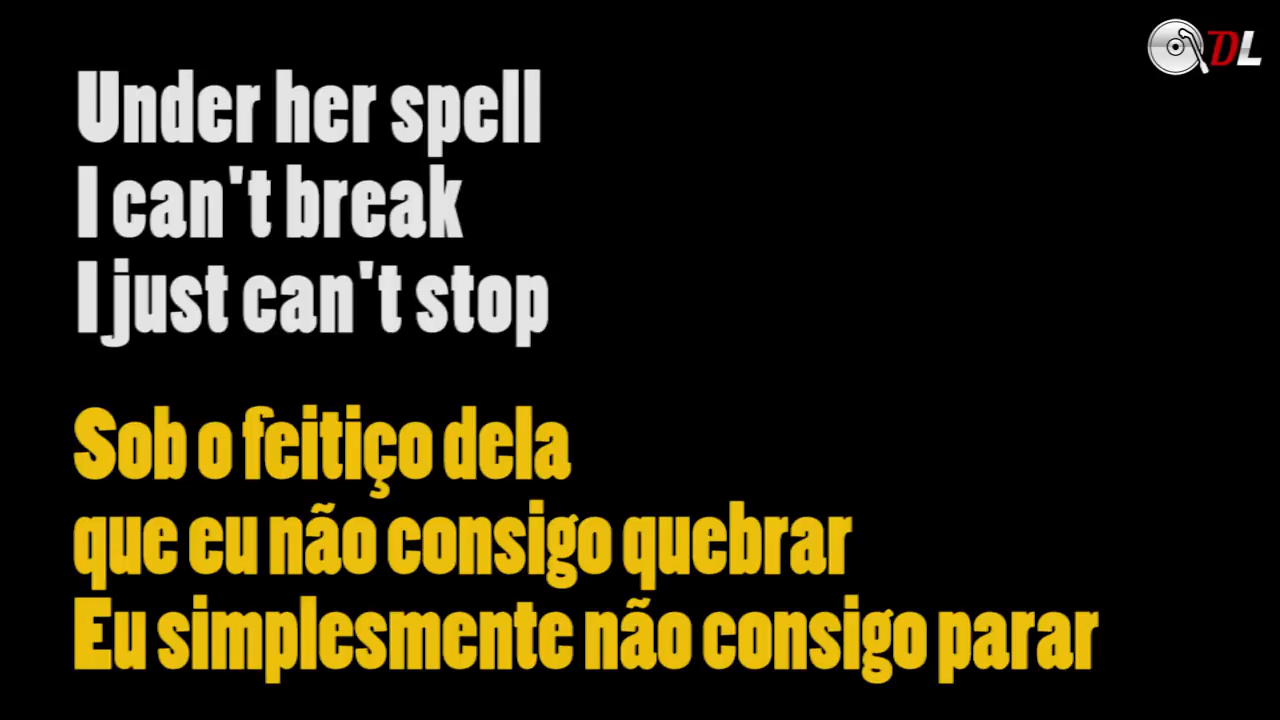 DL
Under her spell
I can't break
I just can't stop
Sob o feitiço dela
que eu não consigo quebrar
Eu simplesmente não consigo parar